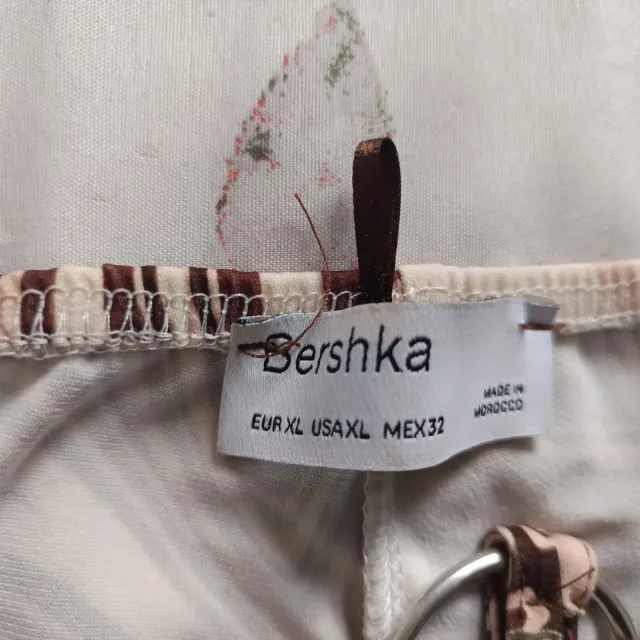 Bershka
EUR XL USA XL MEX 32
MADE IN
MOROCCO